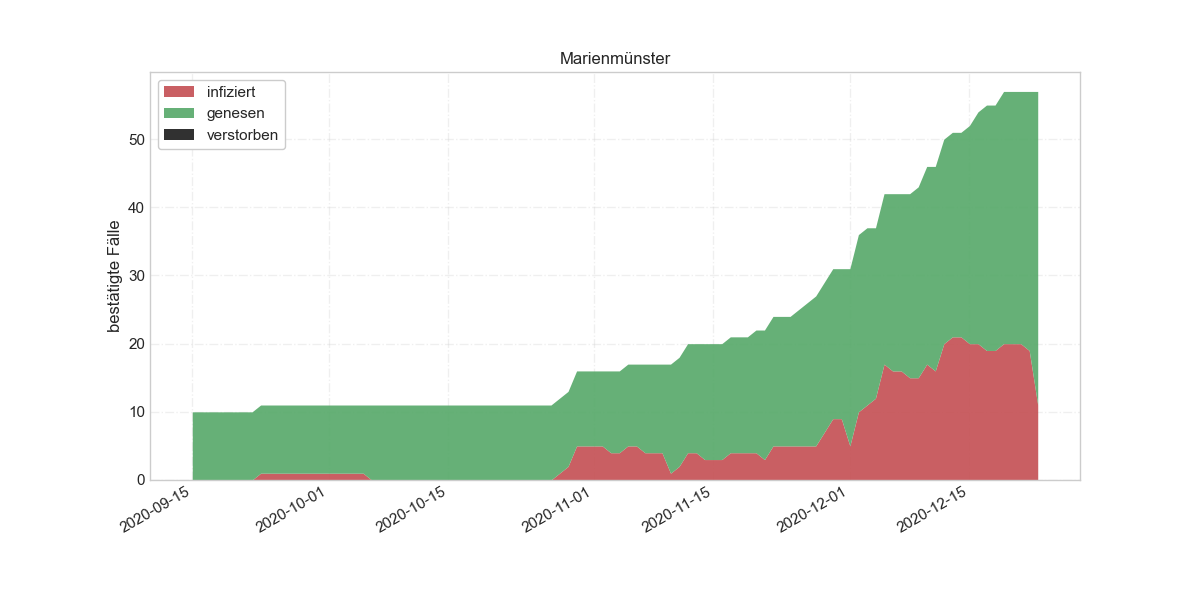 Marienmünster
infiziert
genesen
verstorben
bestätigte Fälle
50
40
30
20
10
0
2020-09-15
2020-10-01
2020-10-15
2020-11-01
2020-11-15
2020-12-01
2020-12-15